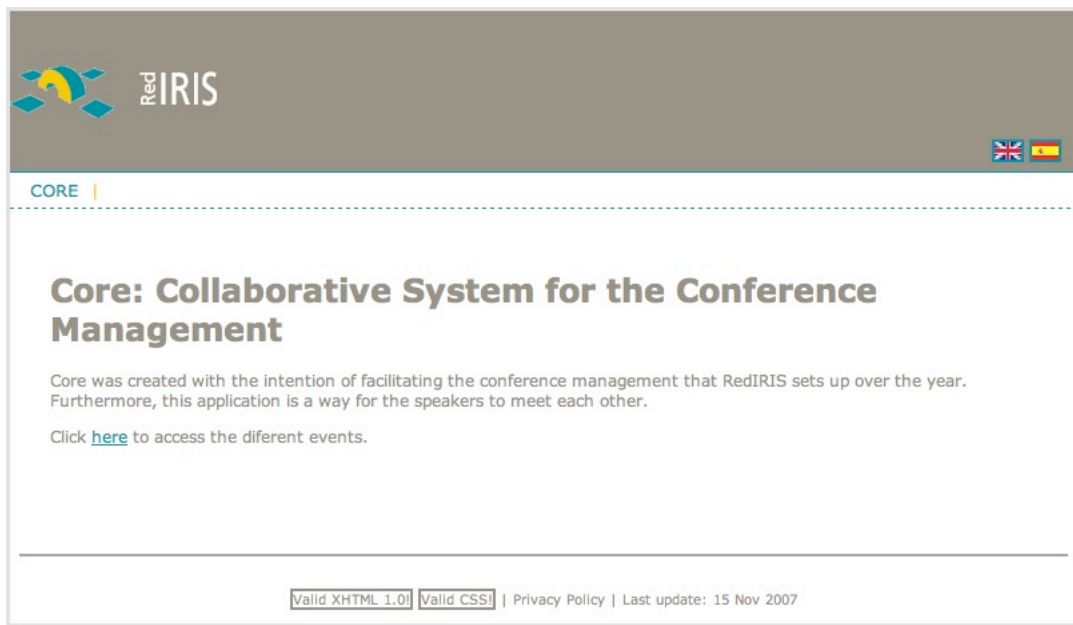 Red IRIS
CORE |
Core: Collaborative System for the Conference
Management
Core was created with the intention of facilitating the conference management that RedIRIS sets up over the year.
Furthermore, this application is a way for the speakers to meet each other.
Click here to access the diferent events.
Valid XHTML 1.0! Valid CSS! | Privacy Policy | Last update: 15 Nov 2007